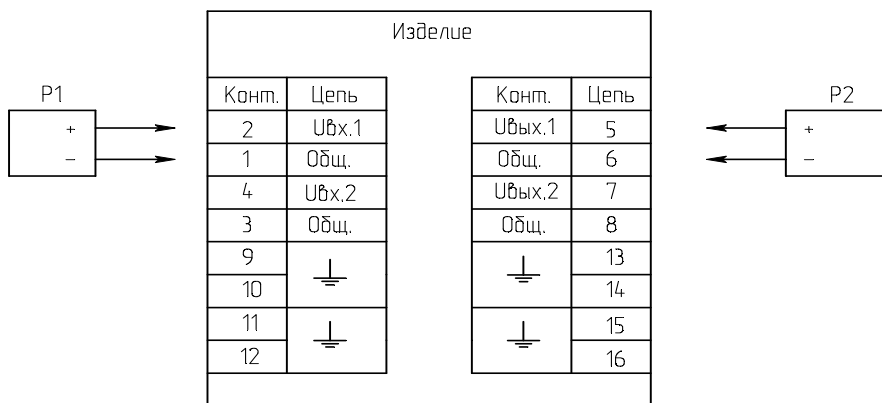 Изделие
P1
P2
Конт. Цепь Конт. Цепь
+ 2 Uвх.1 Uвых.1 5 +
− 1 Общ. Общ. 6 −
4 Uвх.2 Uвых.2 7
3 Общ. Общ. 8
9 13
10 14
11 15
12 16